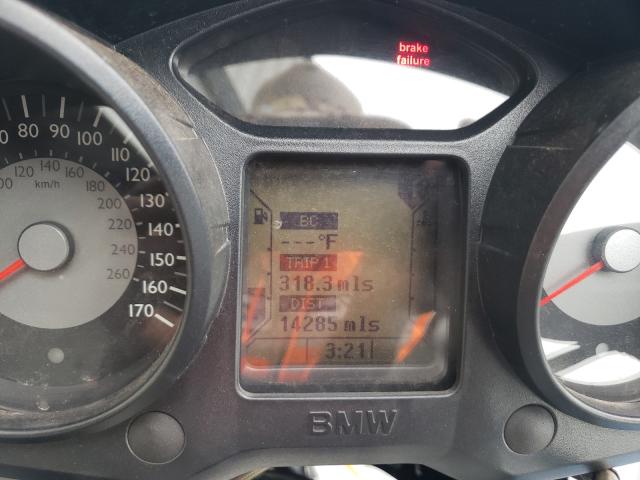 brake
failure
80 90 100 110 120 130 140 150 160 170
120 140 160 180 200 220 240 260
km/h
BC
---°F
TRIP 1
318.3 mls
DIST
14285 mls
3:21
BMW